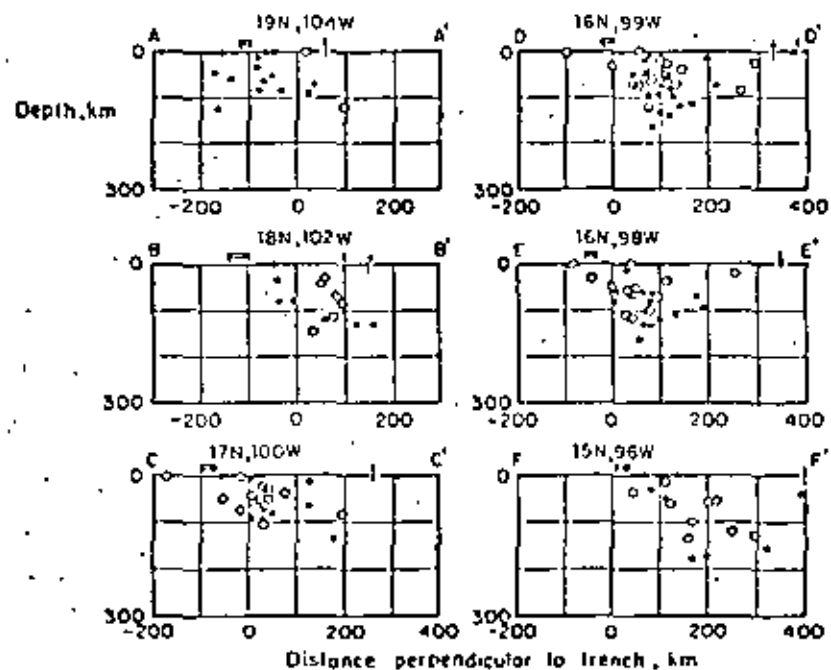 19N, 104W
A A'
0
Depth, km
300
-200 0 200
16N, 99W
D D'
0
300
-200 0 200 400
18N, 102W
B B'
0
300
-200 0 200
16N, 98W
E E'
0
300
-200 0 200 400
17N, 100W
C C'
0
300
-200 0 200 400
15N, 96W
F F'
0
300
-200 0 200 400
Distance perpendicular to trench, km